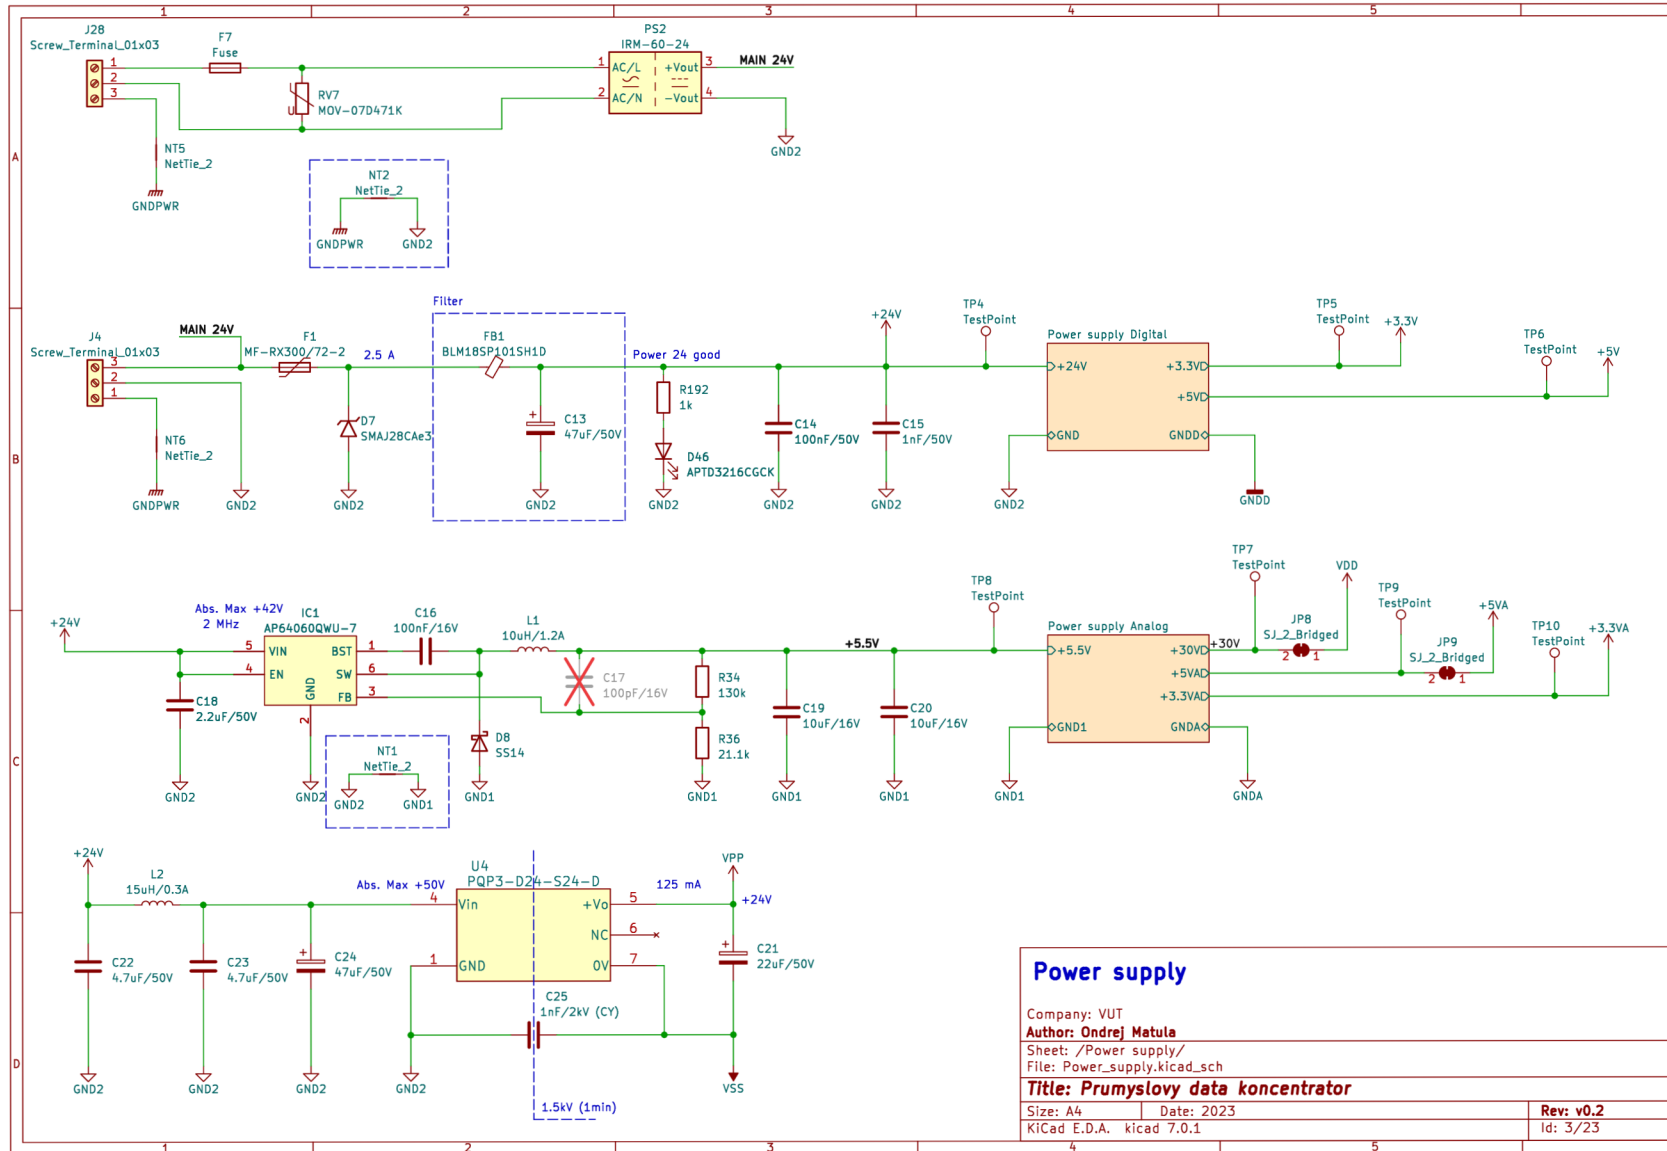 1 2 3 4 5
A
B
C
D
J28
Screw_Terminal_01x03
1
2
3
F7
Fuse
RV7
MOV-07D471K
U
PS2
IRM-60-24
1 AC/L +Vout 3
2 AC/N -Vout 4
MAIN 24V
GND2
NT5
NetTie_2
GNDPWR
NT2
NetTie_2
GNDPWR GND2
J4
Screw_Terminal_01x03
3
2
1
MAIN 24V
F1
MF-RX300/72-2
2.5 A
NT6
NetTie_2
GNDPWR
GND2
D7
SMAJ28CAe3
GND2
Filter
FB1
BLM18SP101SH1D
+
C13
47uF/50V
GND2
Power 24 good
R192
1k
D46
APTD3216CGCK
GND2
C14
100nF/50V
GND2
+24V
C15
1nF/50V
GND2
TP4
TestPoint
Power supply Digital
+24V +3.3V
+5V
GND GNDD
GND2
GNDD
TP5
TestPoint
+3.3V
TP6
TestPoint
+5V
+24V
Abs. Max +42V
2 MHz
C18
2.2uF/50V
GND2
IC1
AP64060QWU-7
5 VIN BST 1
4 EN SW 6
FB 3
GND
2
GND2
C16
100nF/16V
NT1
NetTie_2
GND2 GND1
D8
SS14
GND1
L1
10uH/1.2A
C17
100pF/16V
R34
130k
R36
21.1k
GND1
+5.5V
C19
10uF/16V
GND1
C20
10uF/16V
GND1
TP8
TestPoint
Power supply Analog
+5.5V +30V
+5VA
+3.3VA
GND1 GNDA
GND1
GNDA
+30V
TP7
TestPoint
JP8
SJ_2_Bridged
2 1
VDD
TP9
TestPoint
JP9
SJ_2_Bridged
2 1
+5VA
TP10
TestPoint
+3.3VA
+24V
L2
15uH/0.3A
C22
4.7uF/50V
GND2
C23
4.7uF/50V
GND2
+
C24
47uF/50V
GND2
Abs. Max +50V
U4
PQP3-D24-S24-D
4 Vin +Vo 5
NC 6
1 GND 0V 7
125 mA
C25
1nF/2kV (CY)
GND2
1.5kV (1min)
VPP
+24V
+
C21
22uF/50V
VSS
Power supply
Company: VUT
Author: Ondrej Matula
Sheet: /Power supply/
File: Power_supply.kicad_sch
Title: Prumyslovy data koncentrator
Size: A4 Date: 2023 Rev: v0.2
KiCad E.D.A. kicad 7.0.1 Id: 3/23
1 2 3 4 5